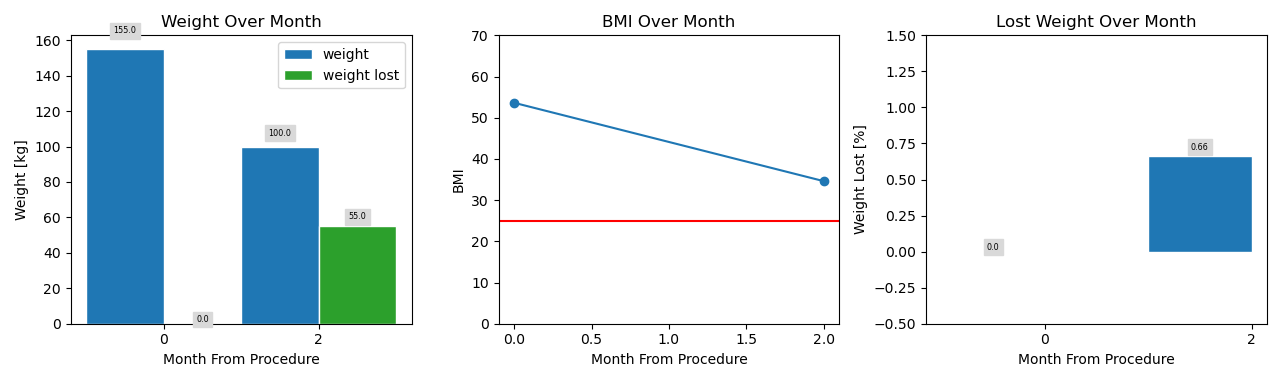 Weight Over Month
155.0
0.0
100.0
55.0
weight
weight lost
160
140
120
100
80
60
40
20
0
Weight [kg]
0 2
Month From Procedure
BMI Over Month
70
60
50
40
30
20
10
0
BMI
0.0 0.5 1.0 1.5 2.0
Month From Procedure
Lost Weight Over Month
1.50
1.25
1.00
0.75
0.50
0.25
0.00
−0.25
−0.50
Weight Lost [%]
0.0
0.66
0 2
Month From Procedure